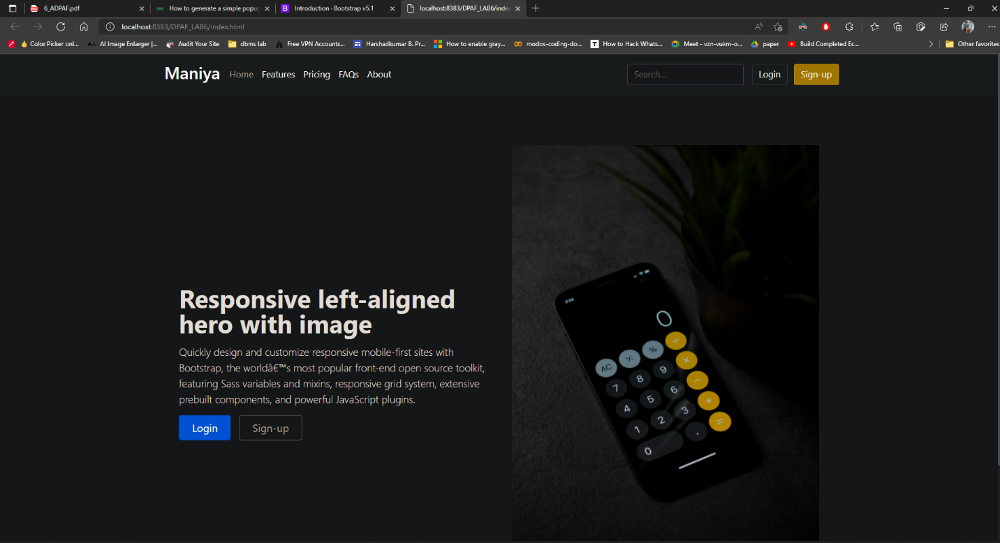 6_ADPAF.pdf
How to generate a simple popup
Introduction · Bootstrap v5.1
localhost:8383/DPAF_LAB6/index
localhost:8383/DPAF_LAB6/index.html
Color Picker onl...
AI Image Enlarger |...
Audit Your Site
dbms lab
Free VPN Accounts...
Harshadkumar B. Pr...
How to enable gray...
modos-coding-do...
How to Hack Whats...
Meet - vzn-vukm-o...
paper
Build Completed Ec...
Other favorites
Maniya Home Features Pricing FAQs About
Search... Login Sign-up
Responsive left-aligned
hero with image
Quickly design and customize responsive mobile-first sites with
Bootstrap, the worldâ€™s most popular front-end open source toolkit,
featuring Sass variables and mixins, responsive grid system, extensive
prebuilt components, and powerful JavaScript plugins.
Login Sign-up
2:34
0
AC +/- % ÷
7 8 9 ×
4 5 6 −
1 2 3 +
0 . =